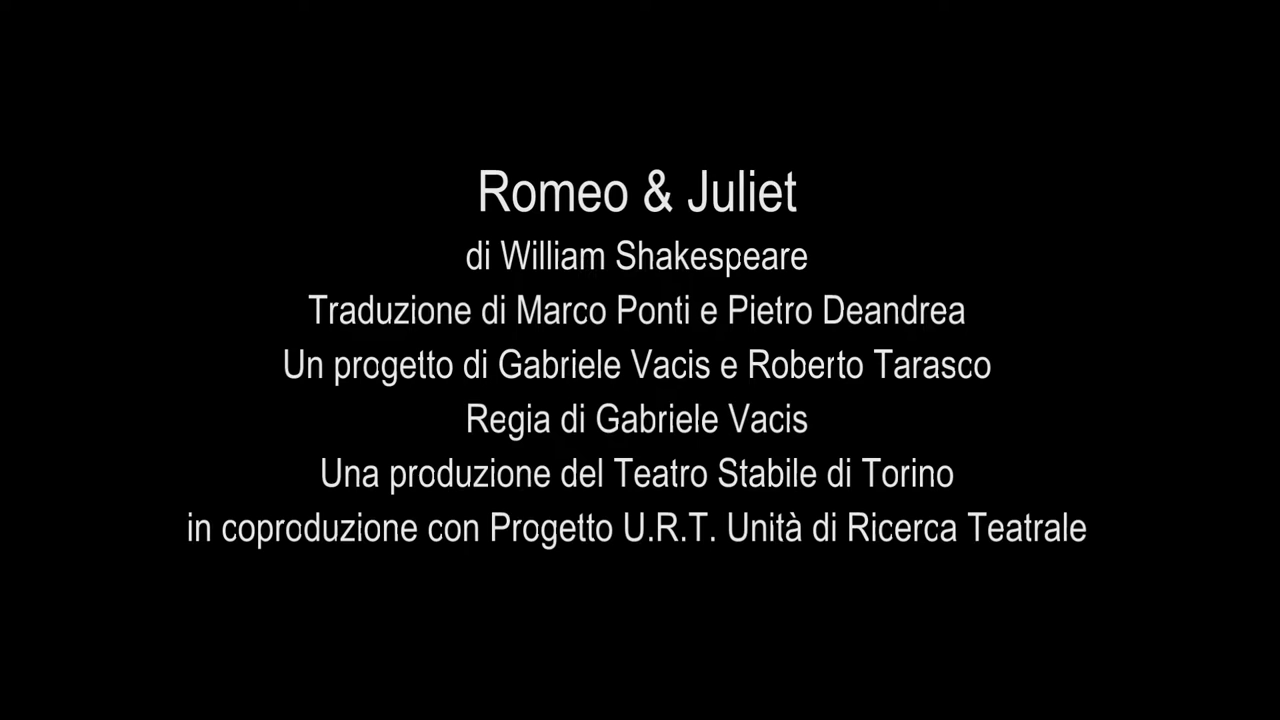 Romeo & Juliet
di William Shakespeare
Traduzione di Marco Ponti e Pietro Deandrea
Un progetto di Gabriele Vacis e Roberto Tarasco
Regia di Gabriele Vacis
Una produzione del Teatro Stabile di Torino
in coproduzione con Progetto U.R.T. Unità di Ricerca Teatrale